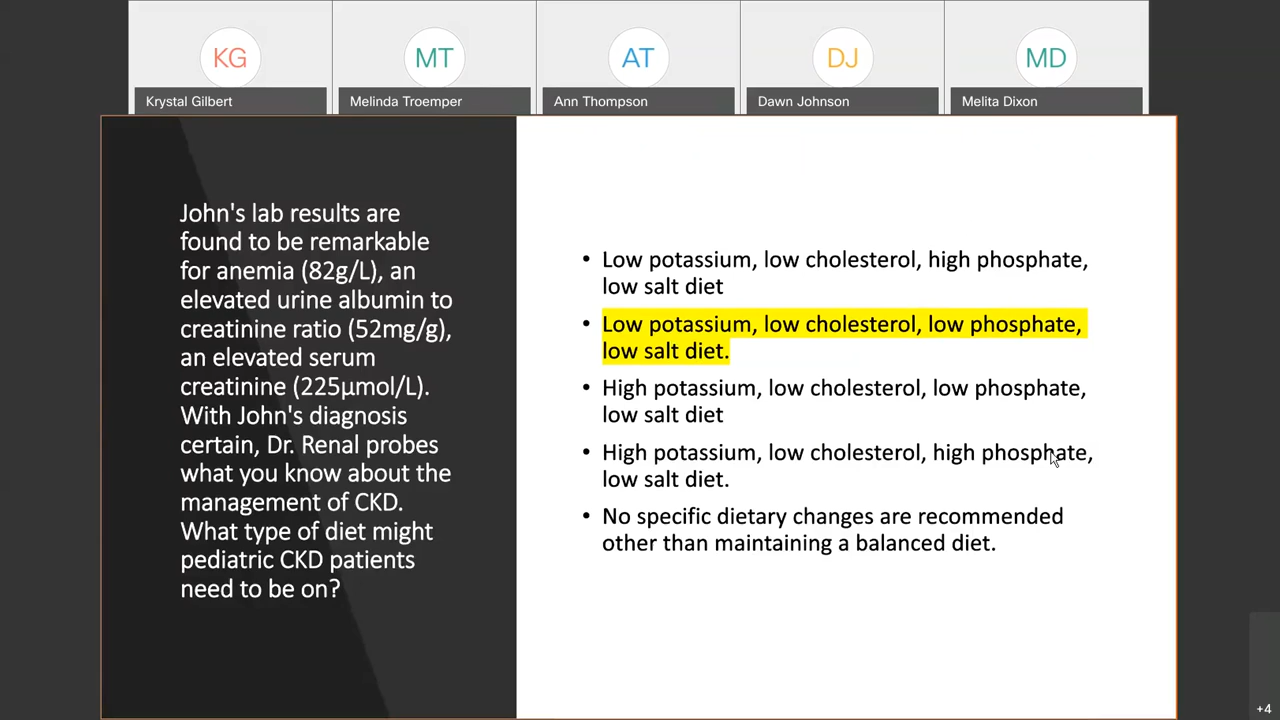 KG
MT
AT
DJ
MD
Krystal Gilbert
Melinda Troemper
Ann Thompson
Dawn Johnson
Melita Dixon
John's lab results are
found to be remarkable
for anemia (82g/L), an
elevated urine albumin to
creatinine ratio (52mg/g),
an elevated serum
creatinine (225µmol/L).
With John's diagnosis
certain, Dr. Renal probes
what you know about the
management of CKD.
What type of diet might
pediatric CKD patients
need to be on?
• Low potassium, low cholesterol, high phosphate,
low salt diet
• Low potassium, low cholesterol, low phosphate,
low salt diet.
• High potassium, low cholesterol, low phosphate,
low salt diet
• High potassium, low cholesterol, high phosphate,
low salt diet.
• No specific dietary changes are recommended
other than maintaining a balanced diet.
+4